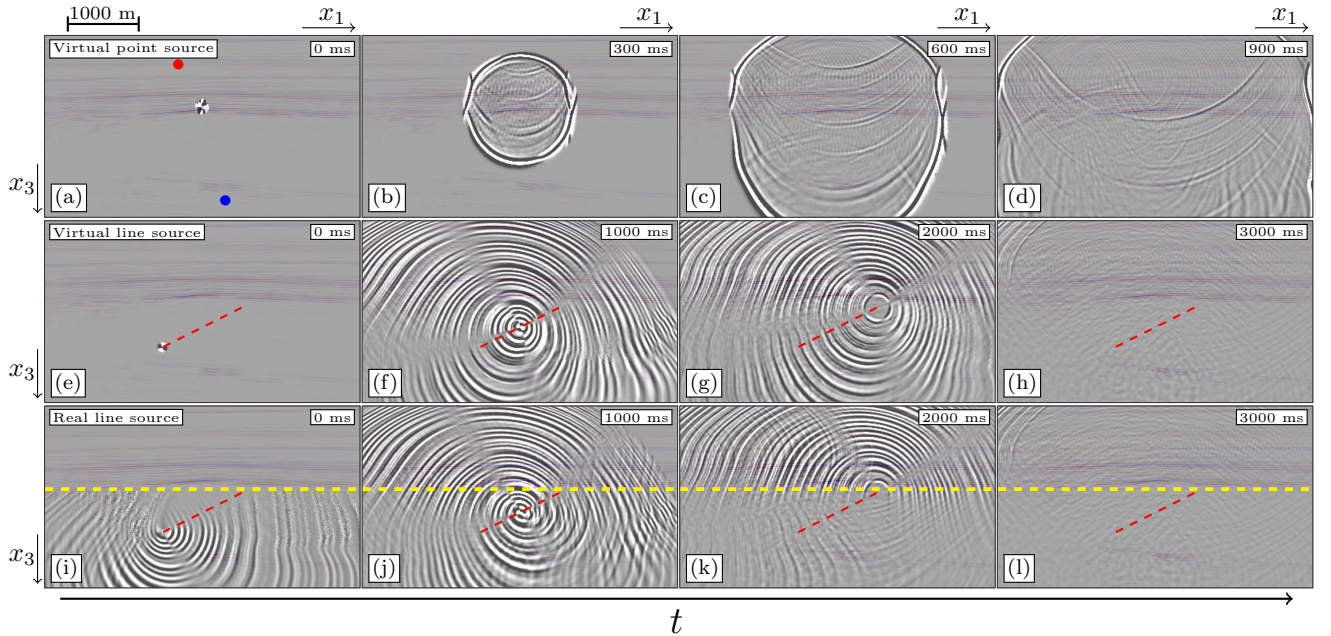 1000 m
x₁
x₁
x₁
x₁
Virtual point source
0 ms
300 ms
600 ms
900 ms
x₃
(a)
(b)
(c)
(d)
Virtual line source
0 ms
1000 ms
2000 ms
3000 ms
x₃
(e)
(f)
(g)
(h)
Real line source
0 ms
1000 ms
2000 ms
3000 ms
x₃
(i)
(j)
(k)
(l)
t